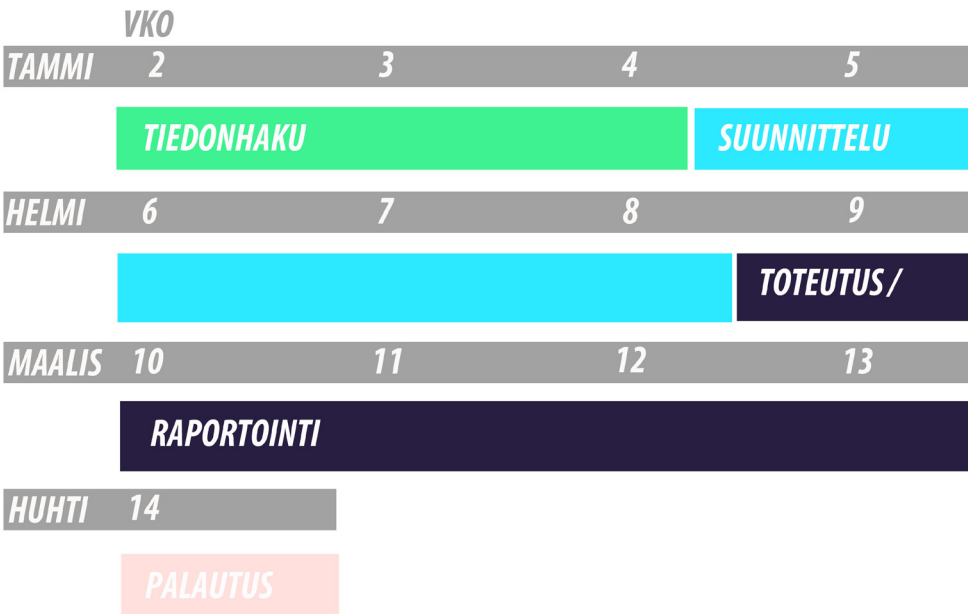 VKO
TAMMI 2 3 4 5
TIEDONHAKU SUUNNITTELU
HELMI 6 7 8 9
TOTEUTUS /
MAALIS 10 11 12 13
RAPORTOINTI
HUHTI 14
PALAUTUS